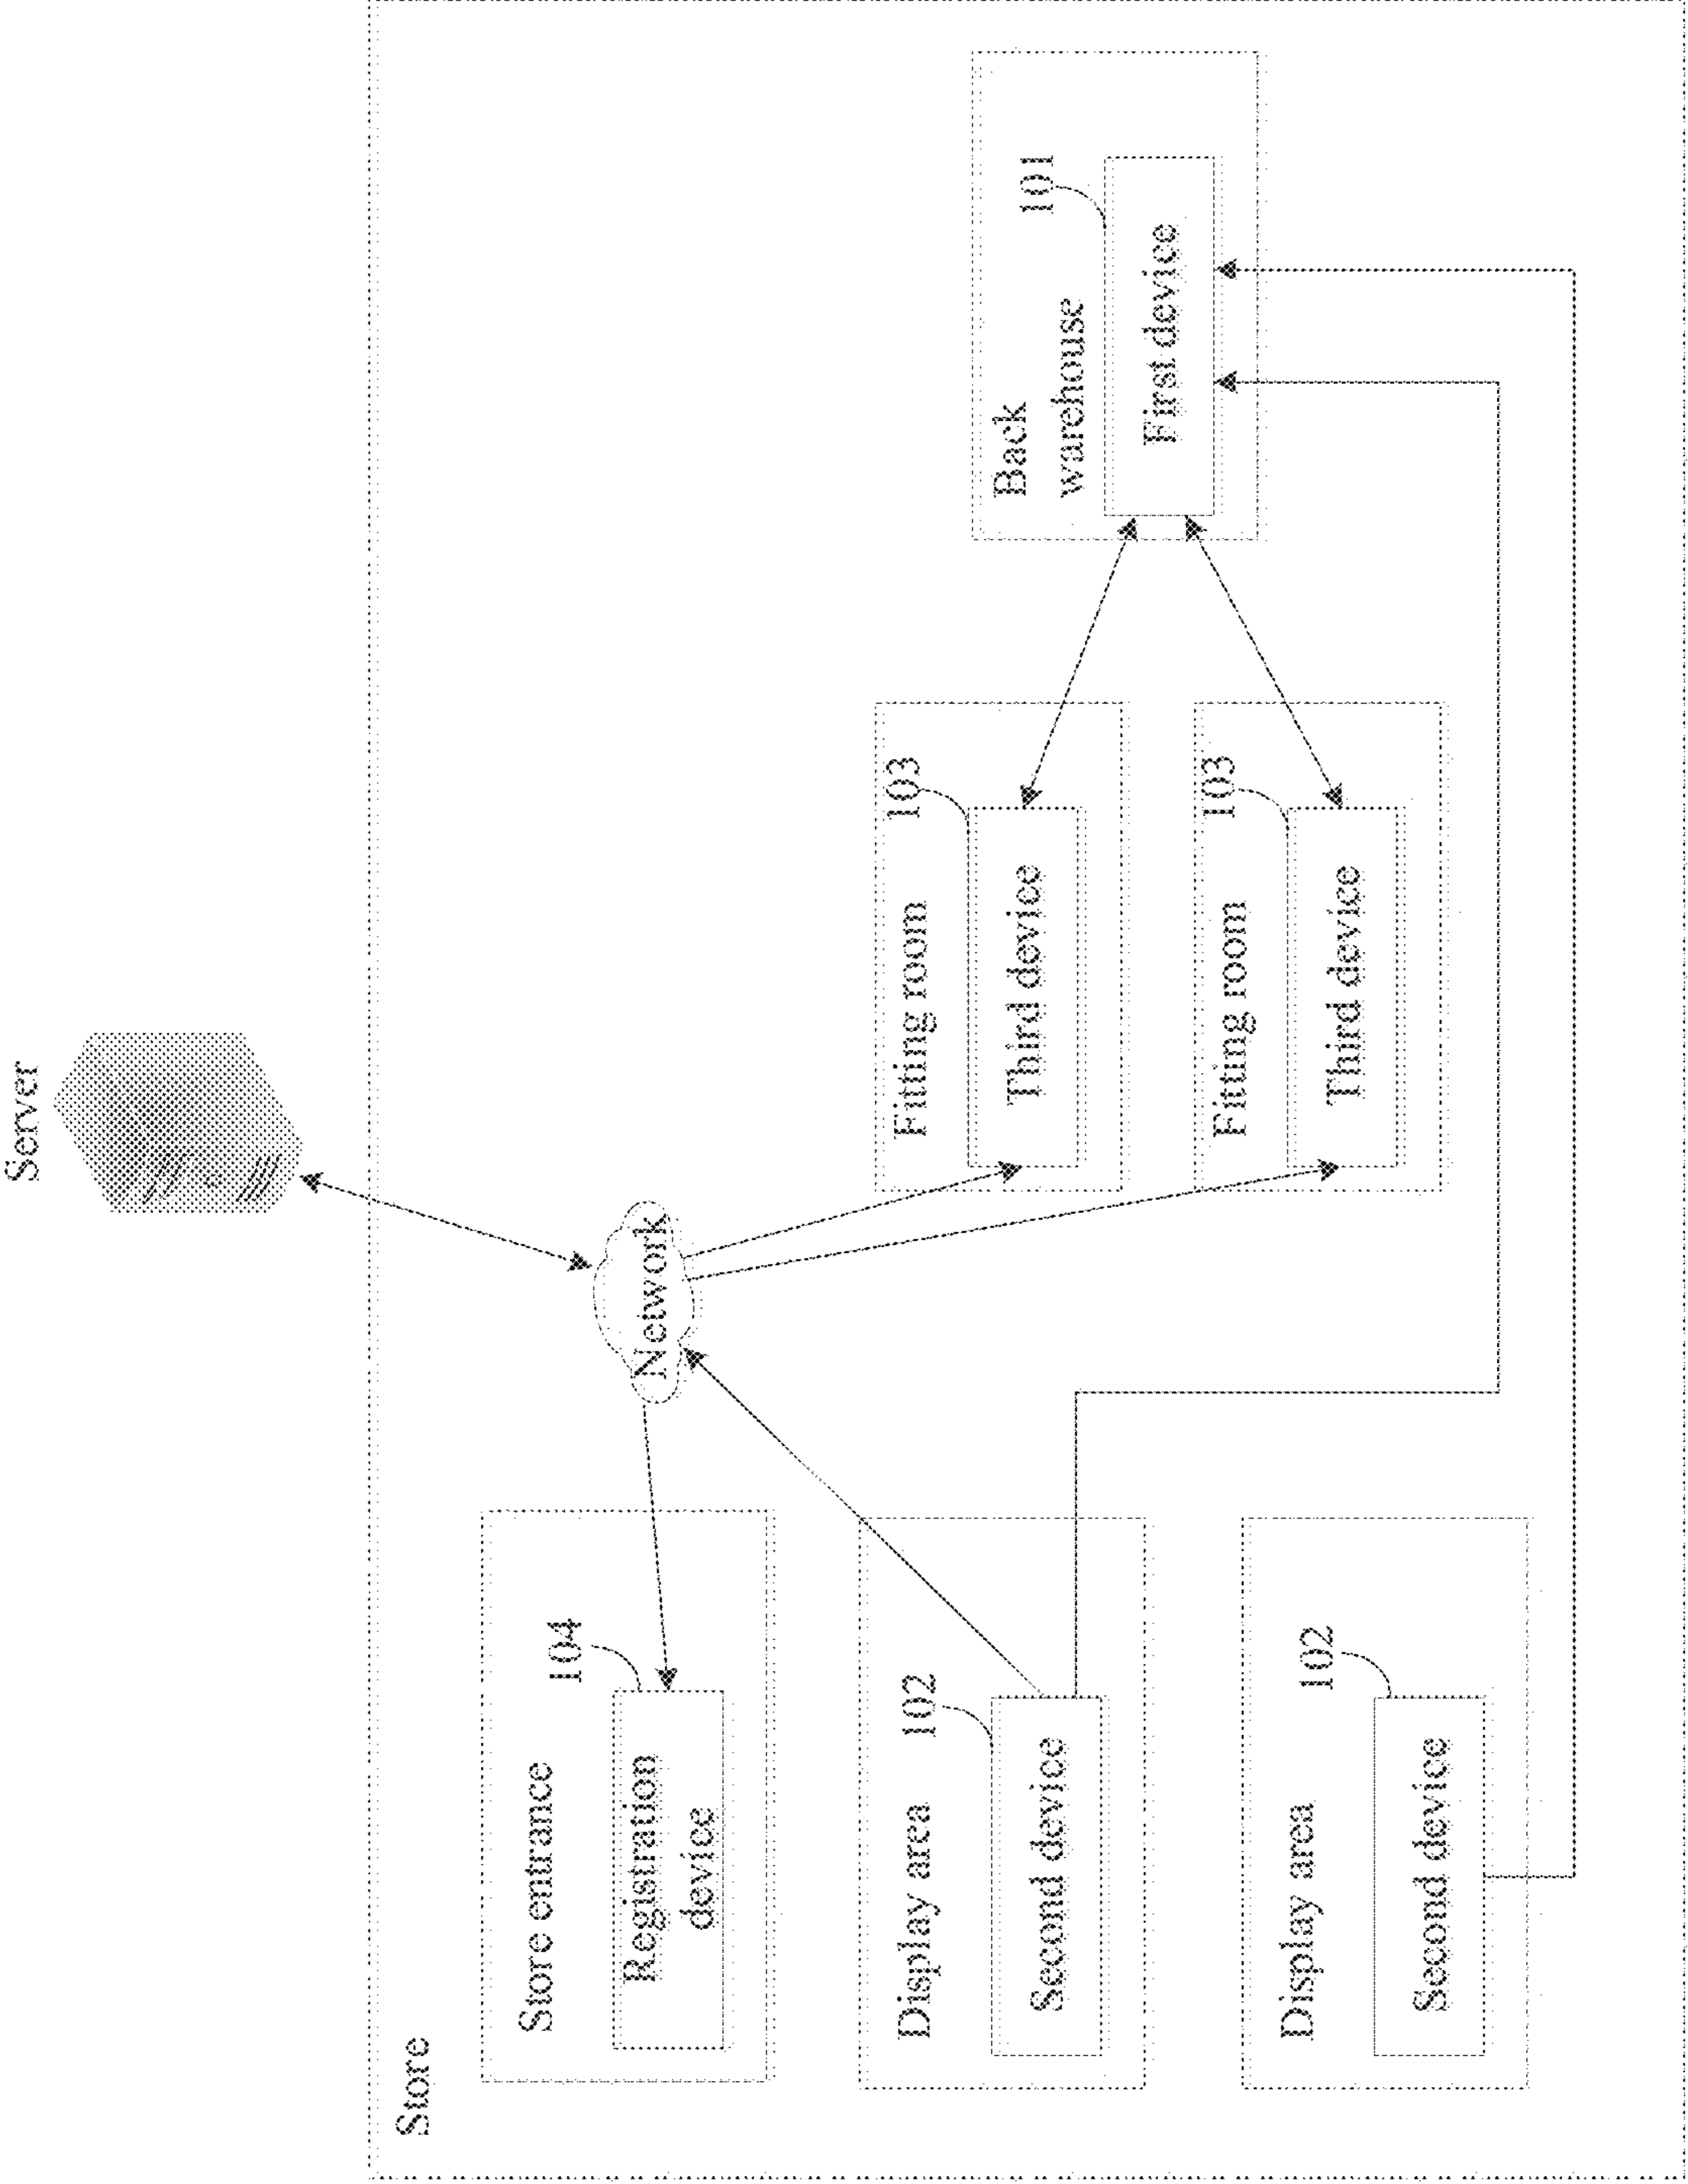 Server
Store
Network
Store entrance
104
Registration
device
Display area
102
Second device
Display area
102
Second device
Fitting room
103
Third device
Fitting room
103
Third device
Back
warehouse
101
First device